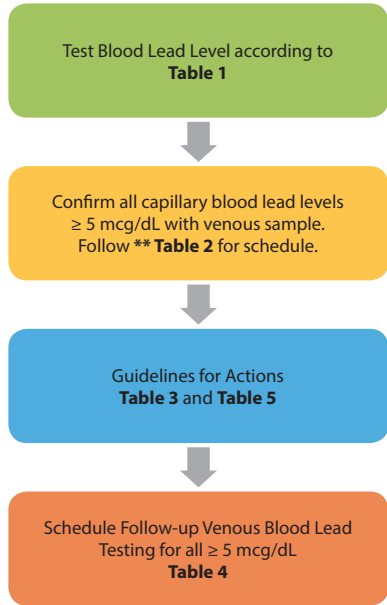 Test Blood Lead Level according to
Table 1
Confirm all capillary blood lead levels
≥ 5 mcg/dL with venous sample.
Follow ** Table 2 for schedule.
Guidelines for Actions
Table 3 and Table 5
Schedule Follow-up Venous Blood Lead
Testing for all ≥ 5 mcg/dL
Table 4